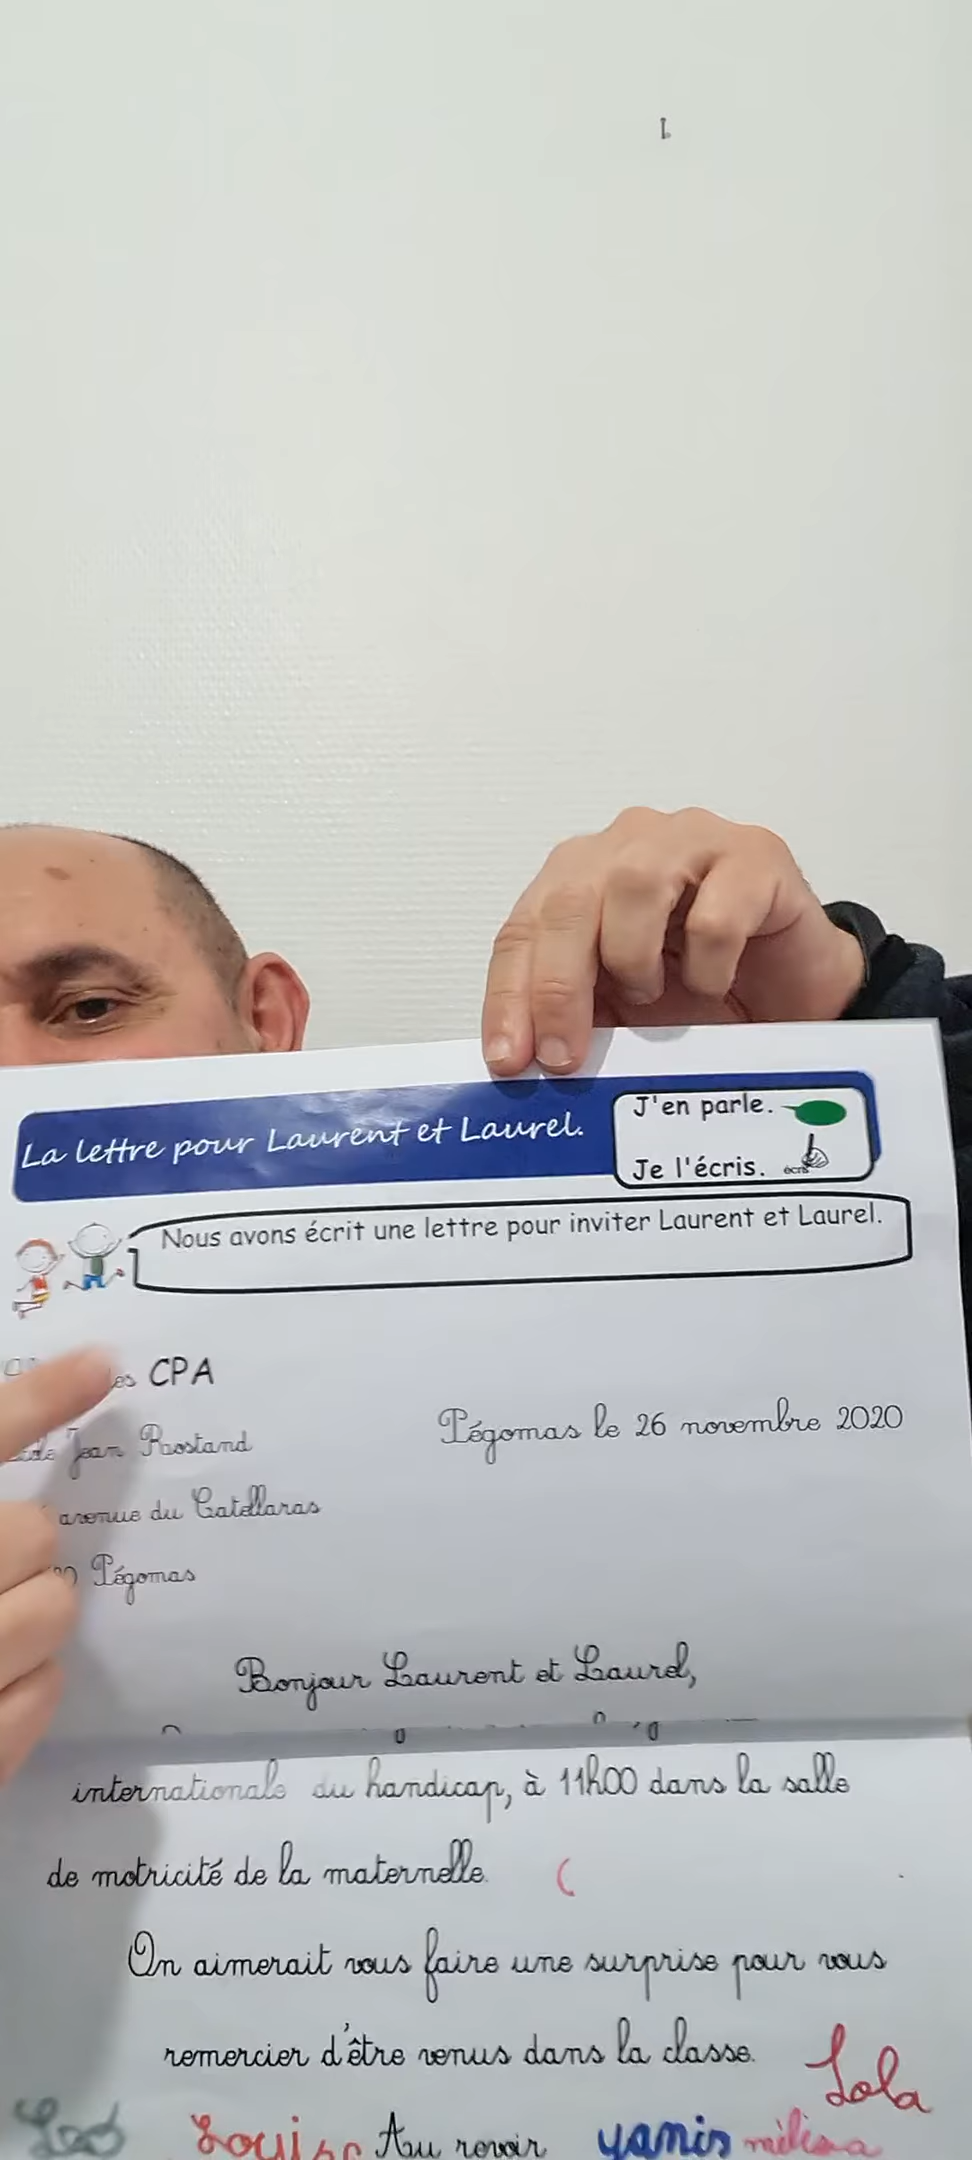 La lettre pour Laurent et Laurel.
J'en parle.
Je l'écris.
écris
Nous avons écrit une lettre pour inviter Laurent et Laurel.
CPA
Jean Rostand
Pégomas le 26 novembre 2020
avenue du Catellaras
Pégomas
Bonjour Laurent et Laurel,
internationale du handicap, à 11h00 dans la salle
de motricité de la maternelle.
On aimerait vous faire une surprise pour vous
remercier d'être venus dans la classe.
Lola
Louise Au revoir yanis mélissa